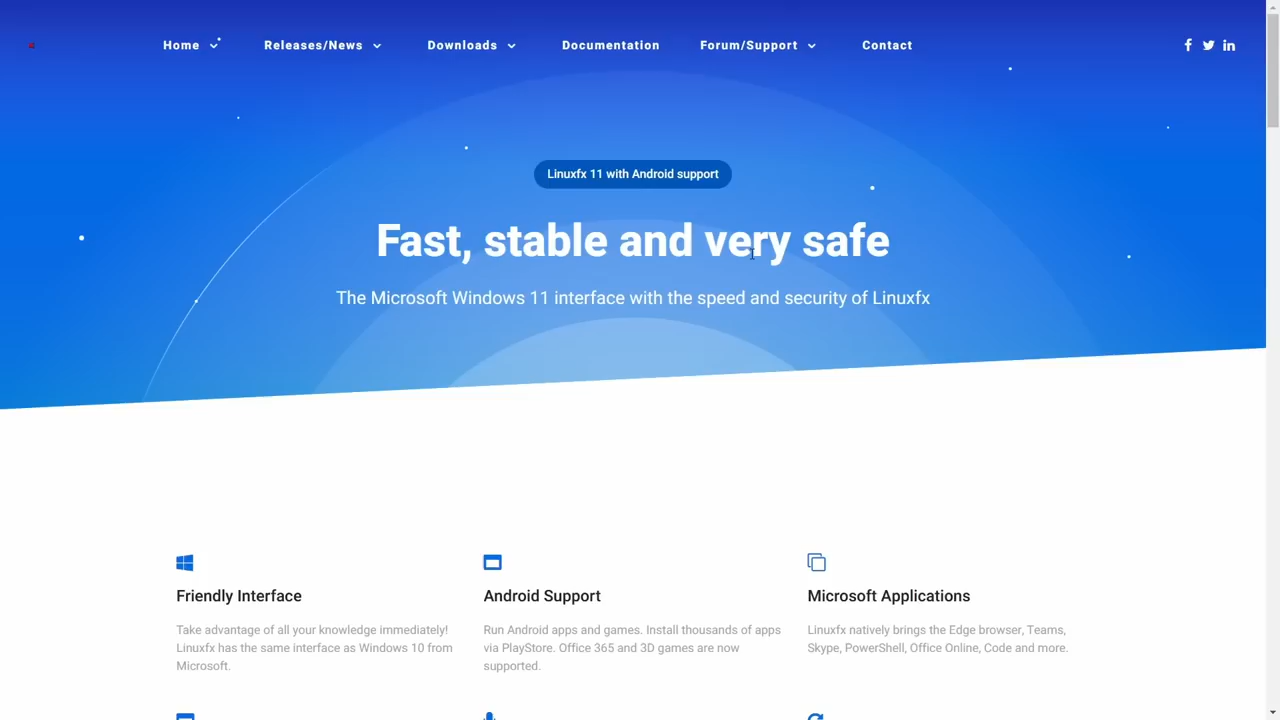 Home
Releases/News
Downloads
Documentation
Forum/Support
Contact
Linuxfx 11 with Android support
Fast, stable and very safe
The Microsoft Windows 11 interface with the speed and security of Linuxfx
Friendly Interface
Take advantage of all your knowledge immediately!
Linuxfx has the same interface as Windows 10 from
Microsoft.
Android Support
Run Android apps and games. Install thousands of apps
via PlayStore. Office 365 and 3D games are now
supported.
Microsoft Applications
Linuxfx natively brings the Edge browser, Teams,
Skype, PowerShell, Office Online, Code and more.